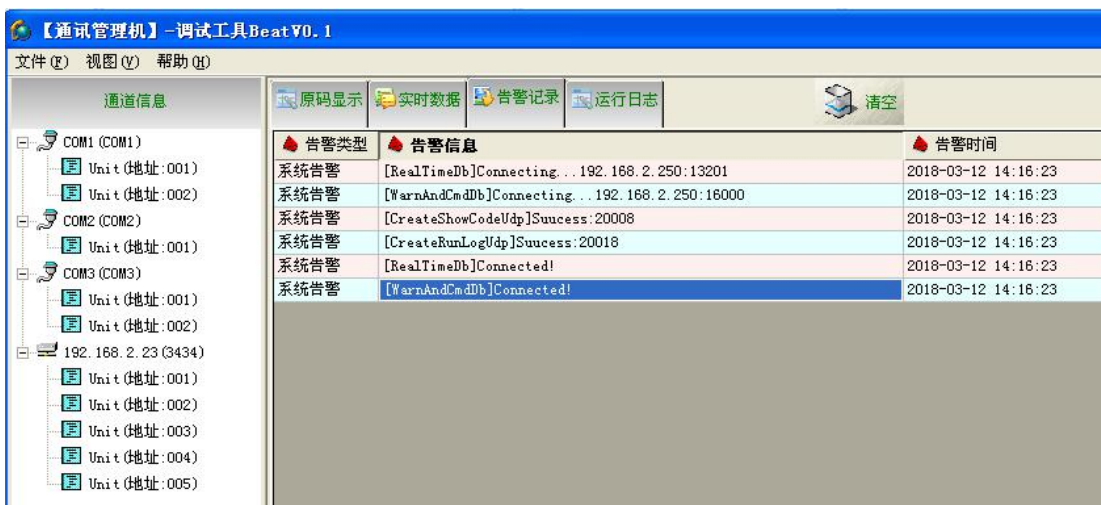 【通讯管理机】-调试工具BeatV0.1
文件(F) 视图(V) 帮助(H)
通道信息
原码显示 实时数据 告警记录 运行日志 清空
COM1(COM1)
Unit(地址:001)
Unit(地址:002)
COM2(COM2)
Unit(地址:001)
COM3(COM3)
Unit(地址:001)
Unit(地址:002)
192.168.2.23(3434)
Unit(地址:001)
Unit(地址:002)
Unit(地址:003)
Unit(地址:004)
Unit(地址:005)
告警类型 告警信息 告警时间
系统告警 [RealTimeDb]Connecting...192.168.2.250:13201 2018-03-12 14:16:23
系统告警 [WarnAndCmdDb]Connecting...192.168.2.250:16000 2018-03-12 14:16:23
系统告警 [CreateShowCodeUdp]Suucess:20008 2018-03-12 14:16:23
系统告警 [CreateRunLogUdp]Suucess:20018 2018-03-12 14:16:23
系统告警 [RealTimeDb]Connected! 2018-03-12 14:16:23
系统告警 [WarnAndCmdDb]Connected! 2018-03-12 14:16:23